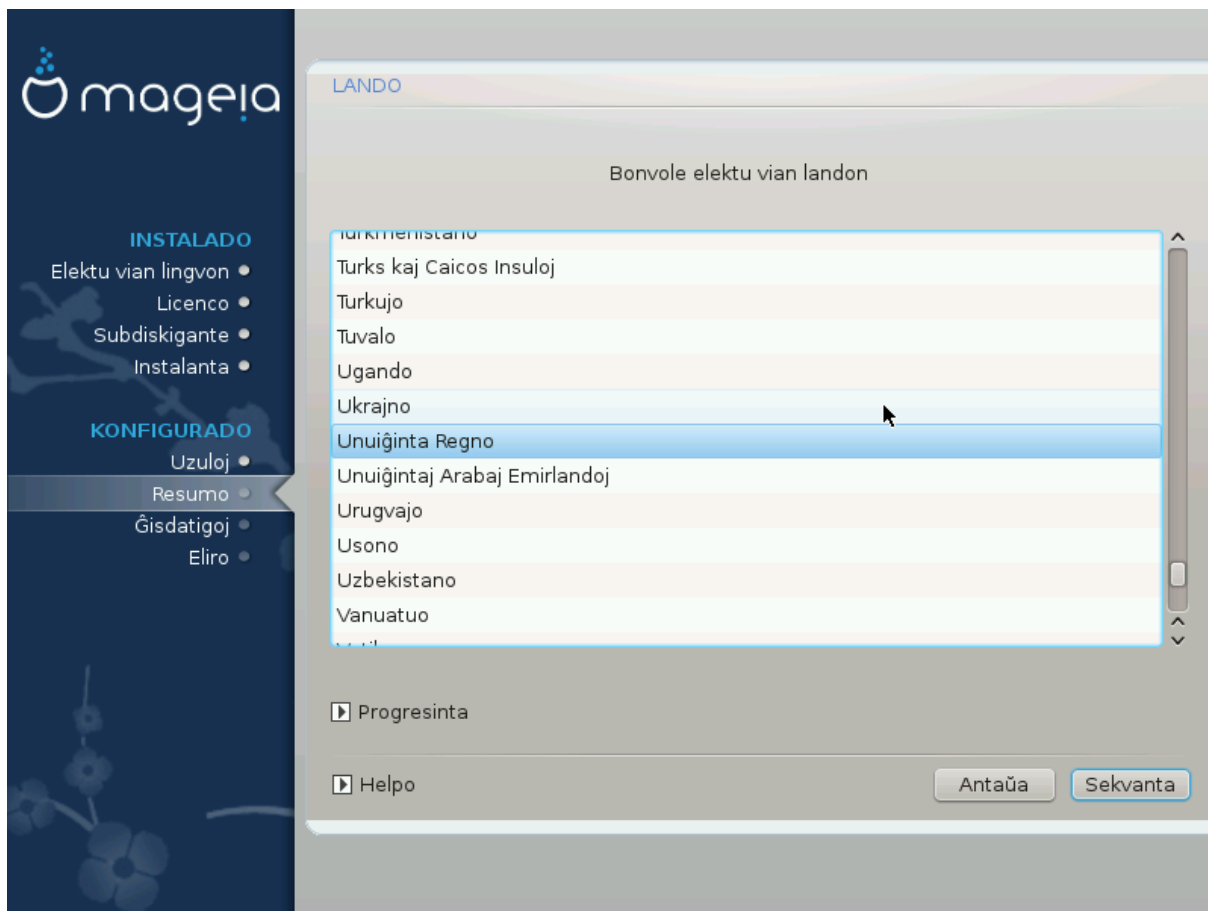 mageia
INSTALADO
Elektu vian lingvon
Licenco
Subdiskigante
Instalanta
KONFIGURADO
Uzuloj
Resumo
Ĝisdatigoj
Eliro
LANDO
Bonvole elektu vian landon
Turkmenistano
Turks kaj Caicos Insuloj
Turkujo
Tuvalo
Ugando
Ukrajno
Unuiĝinta Regno
Unuiĝintaj Arabaj Emirlandoj
Urugvajo
Usono
Uzbekistano
Vanuatuo
Progresinta
Helpo
Antaŭa
Sekvanta